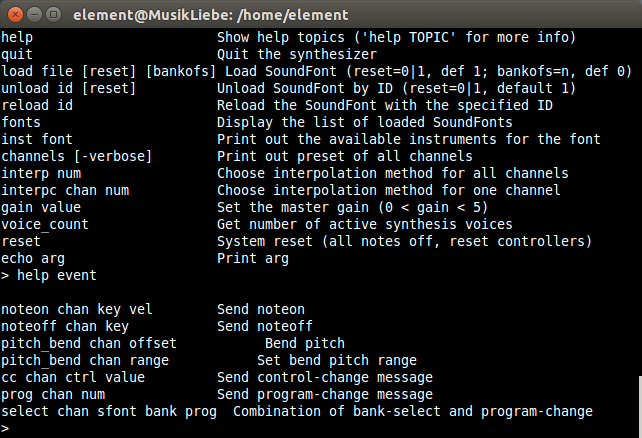 element@MusikLiebe: /home/element
help Show help topics ('help TOPIC' for more info)
quit Quit the synthesizer
load file [reset] [bankofs] Load SoundFont (reset=0|1, def 1; bankofs=n, def 0)
unload id [reset] Unload SoundFont by ID (reset=0|1, default 1)
reload id Reload the SoundFont with the specified ID
fonts Display the list of loaded SoundFonts
inst font Print out the available instruments for the font
channels [-verbose] Print out preset of all channels
interp num Choose interpolation method for all channels
interpc chan num Choose interpolation method for one channel
gain value Set the master gain (0 < gain < 5)
voice_count Get number of active synthesis voices
reset System reset (all notes off, reset controllers)
echo arg Print arg
> help event
noteon chan key vel Send noteon
noteoff chan key Send noteoff
pitch_bend chan offset Bend pitch
pitch_bend chan range Set bend pitch range
cc chan ctrl value Send control-change message
prog chan num Send program-change message
select chan sfont bank prog Combination of bank-select and program-change
>